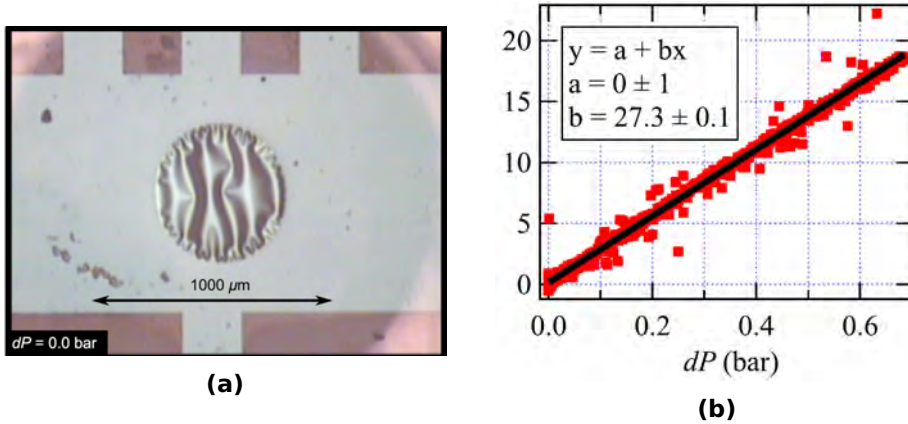 1000 µm
dP = 0.0 bar
(a)
20
15
10
5
0
y = a + bx
a = 0 ± 1
b = 27.3 ± 0.1
0.0
0.2
0.4
0.6
dP (bar)
(b)